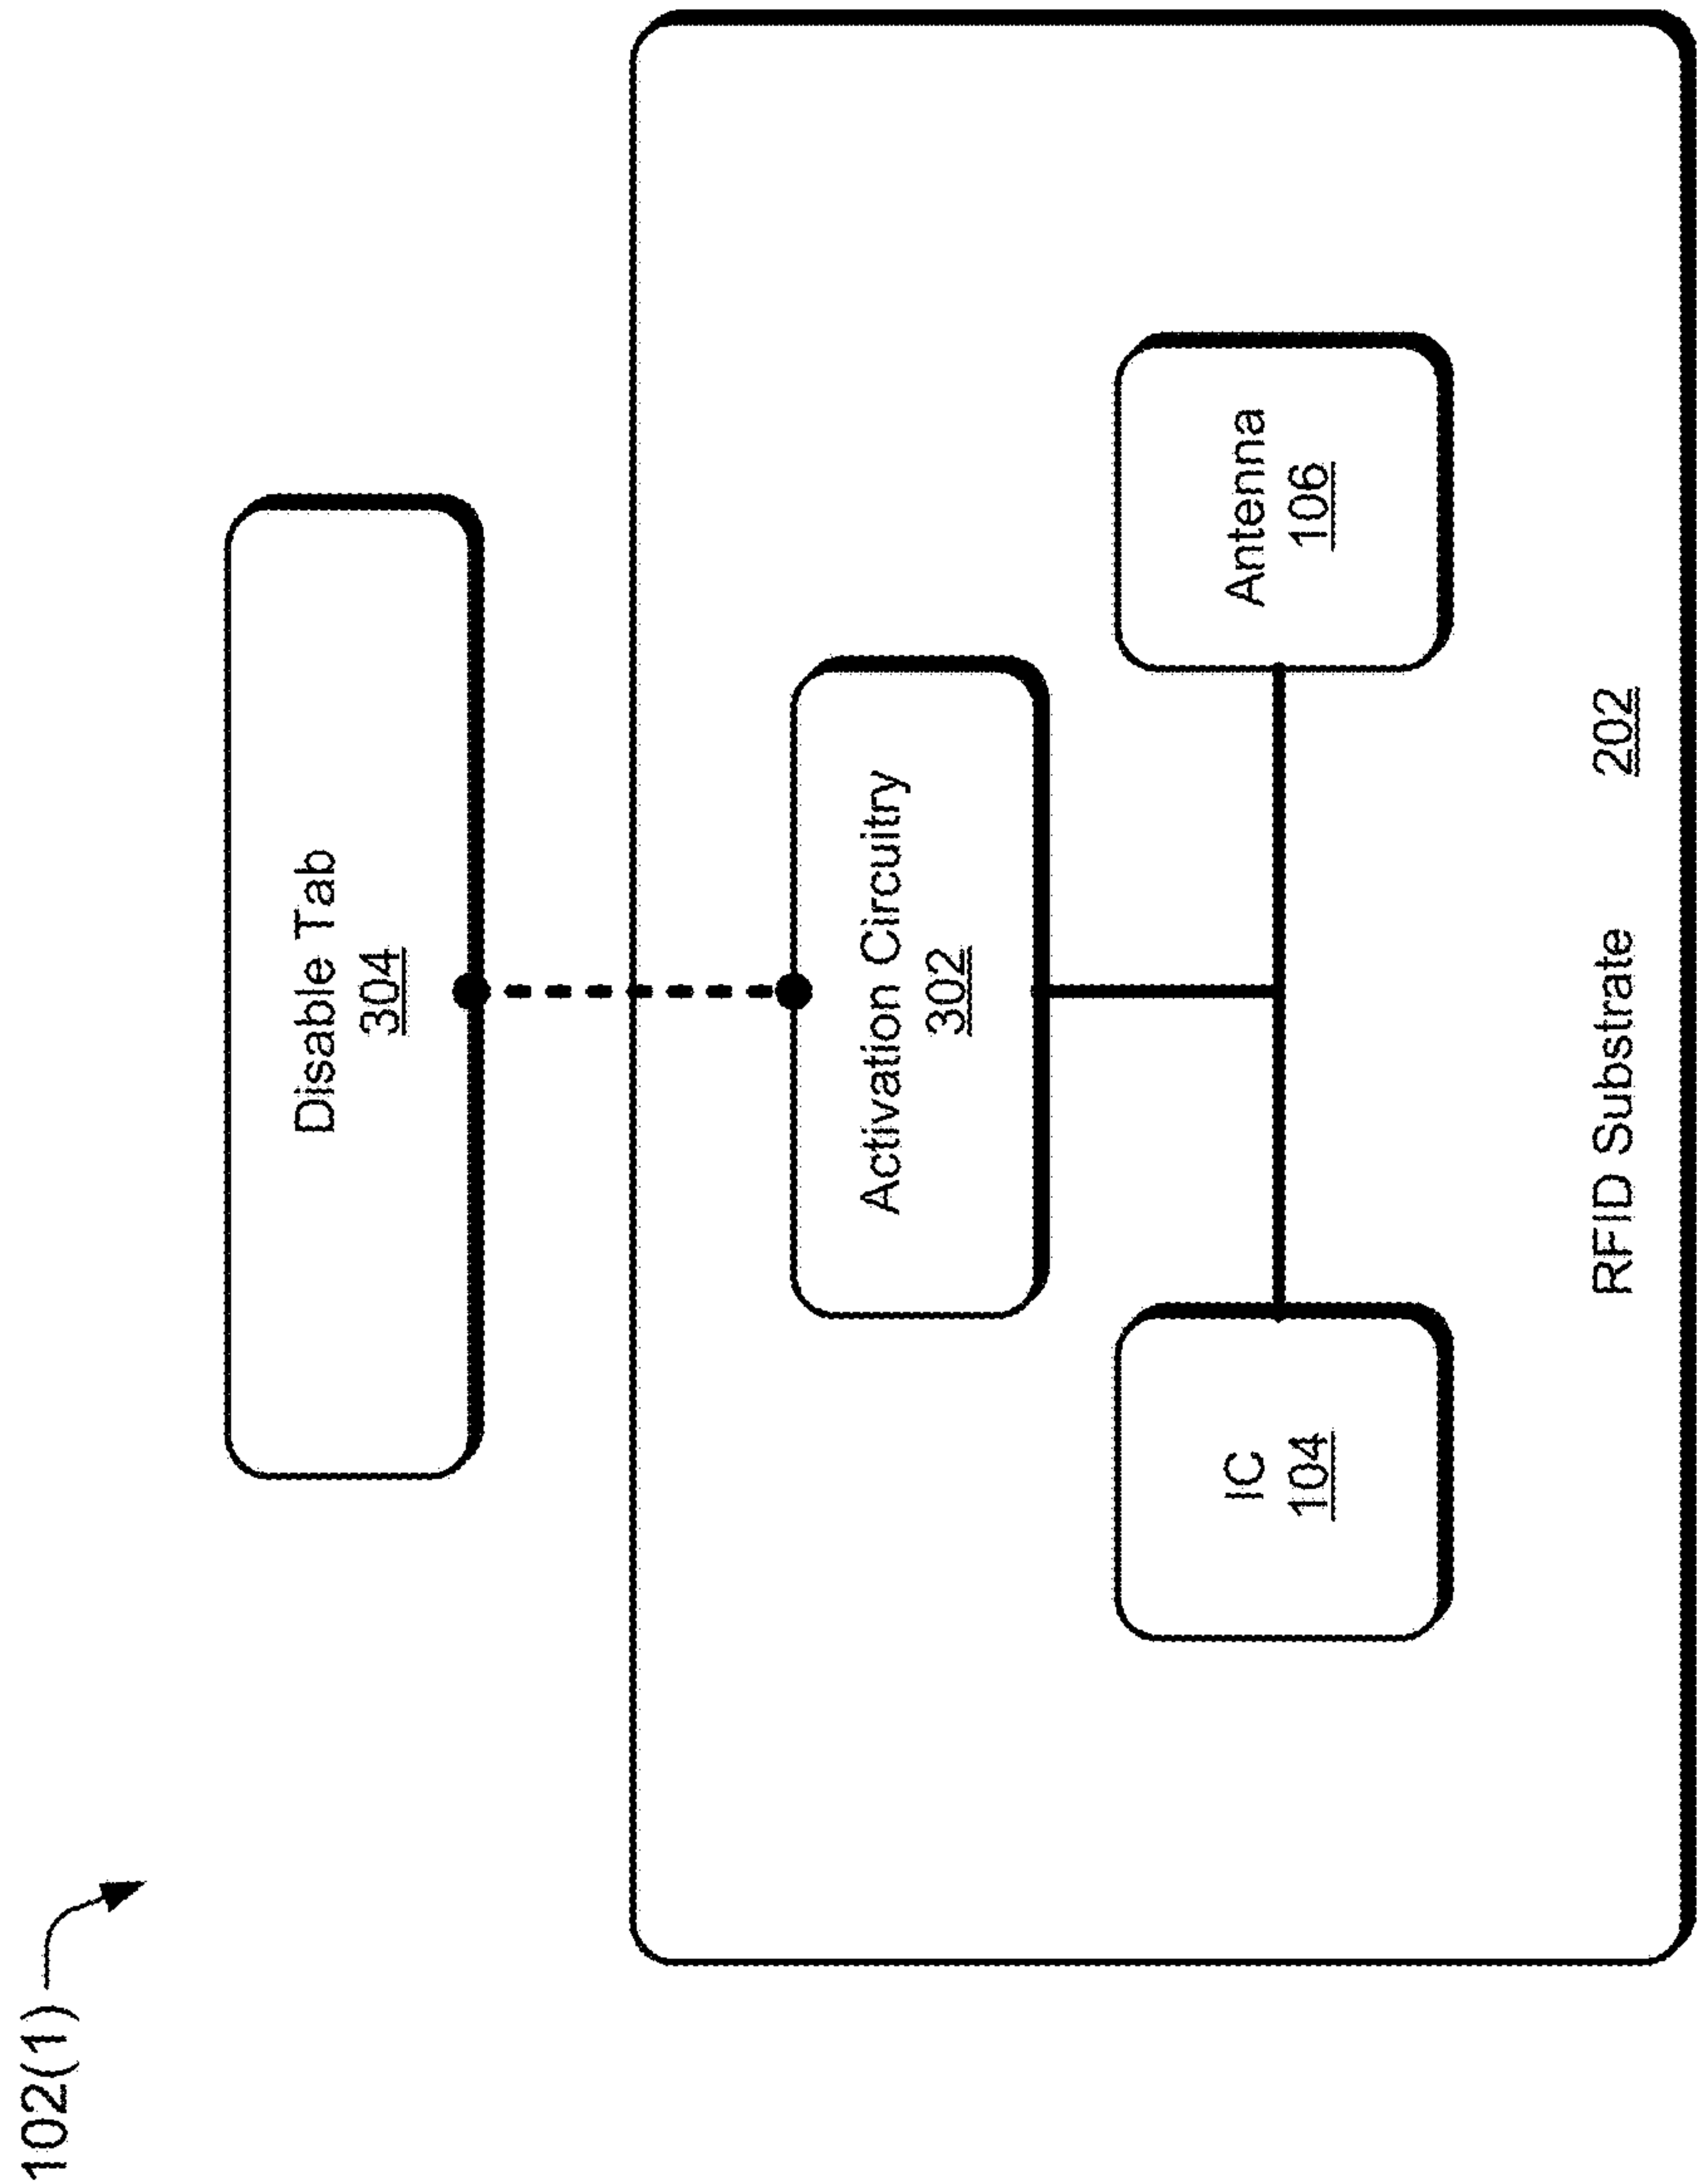 102(1)
Disable Tab
304
Activation Circuitry
302
IC
104
Antenna
106
RFID Substrate 202